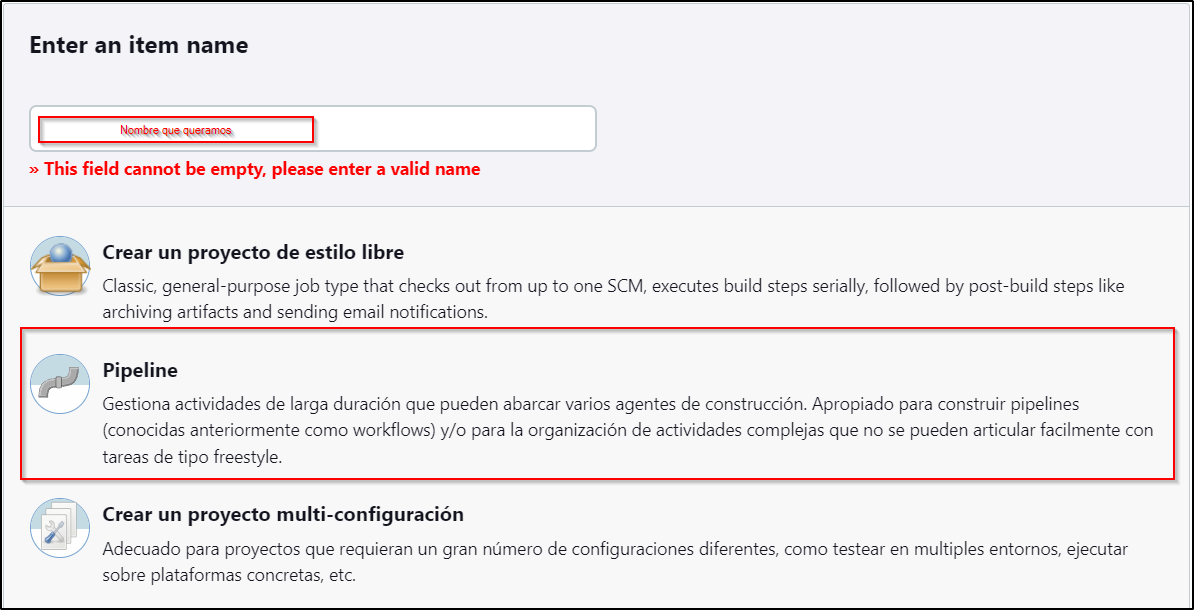 Enter an item name
Nombre que queramos
» This field cannot be empty, please enter a valid name
Crear un proyecto de estilo libre
Classic, general-purpose job type that checks out from up to one SCM, executes build steps serially, followed by post-build steps like
archiving artifacts and sending email notifications.
Pipeline
Gestiona actividades de larga duración que pueden abarcar varios agentes de construcción. Apropiado para construir pipelines
(conocidas anteriormente como workflows) y/o para la organización de actividades complejas que no se pueden articular facilmente con
tareas de tipo freestyle.
Crear un proyecto multi-configuración
Adecuado para proyectos que requieran un gran número de configuraciones diferentes, como testear en multiples entornos, ejecutar
sobre plataformas concretas, etc.